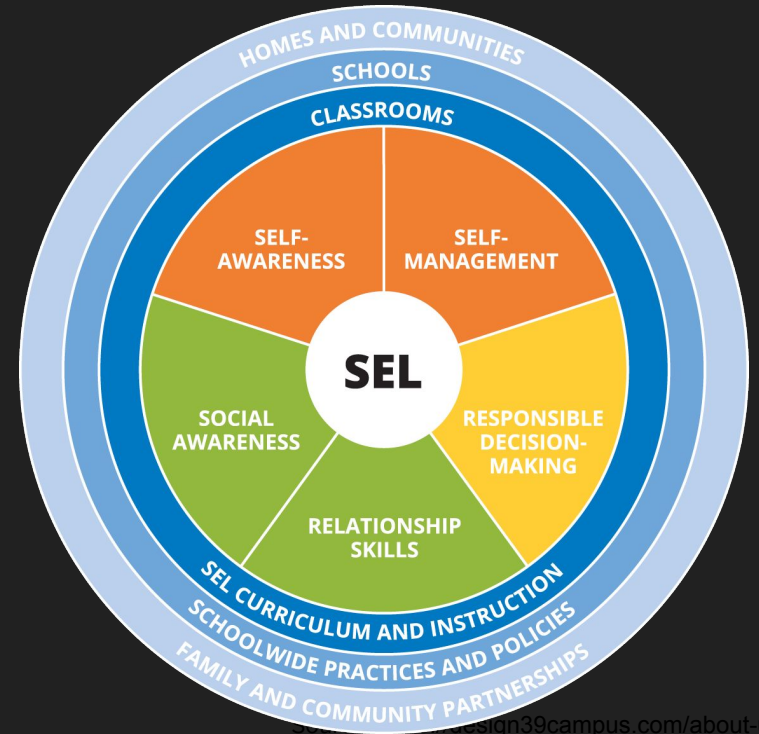 HOMES AND COMMUNITIES
SCHOOLS
CLASSROOMS
SELF-
AWARENESS
SELF-
MANAGEMENT
SEL
SOCIAL
AWARENESS
RESPONSIBLE
DECISION-
MAKING
RELATIONSHIP
SKILLS
SEL CURRICULUM AND INSTRUCTION
SCHOOLWIDE PRACTICES AND POLICIES
FAMILY AND COMMUNITY PARTNERSHIPS
design39campus.com/about-